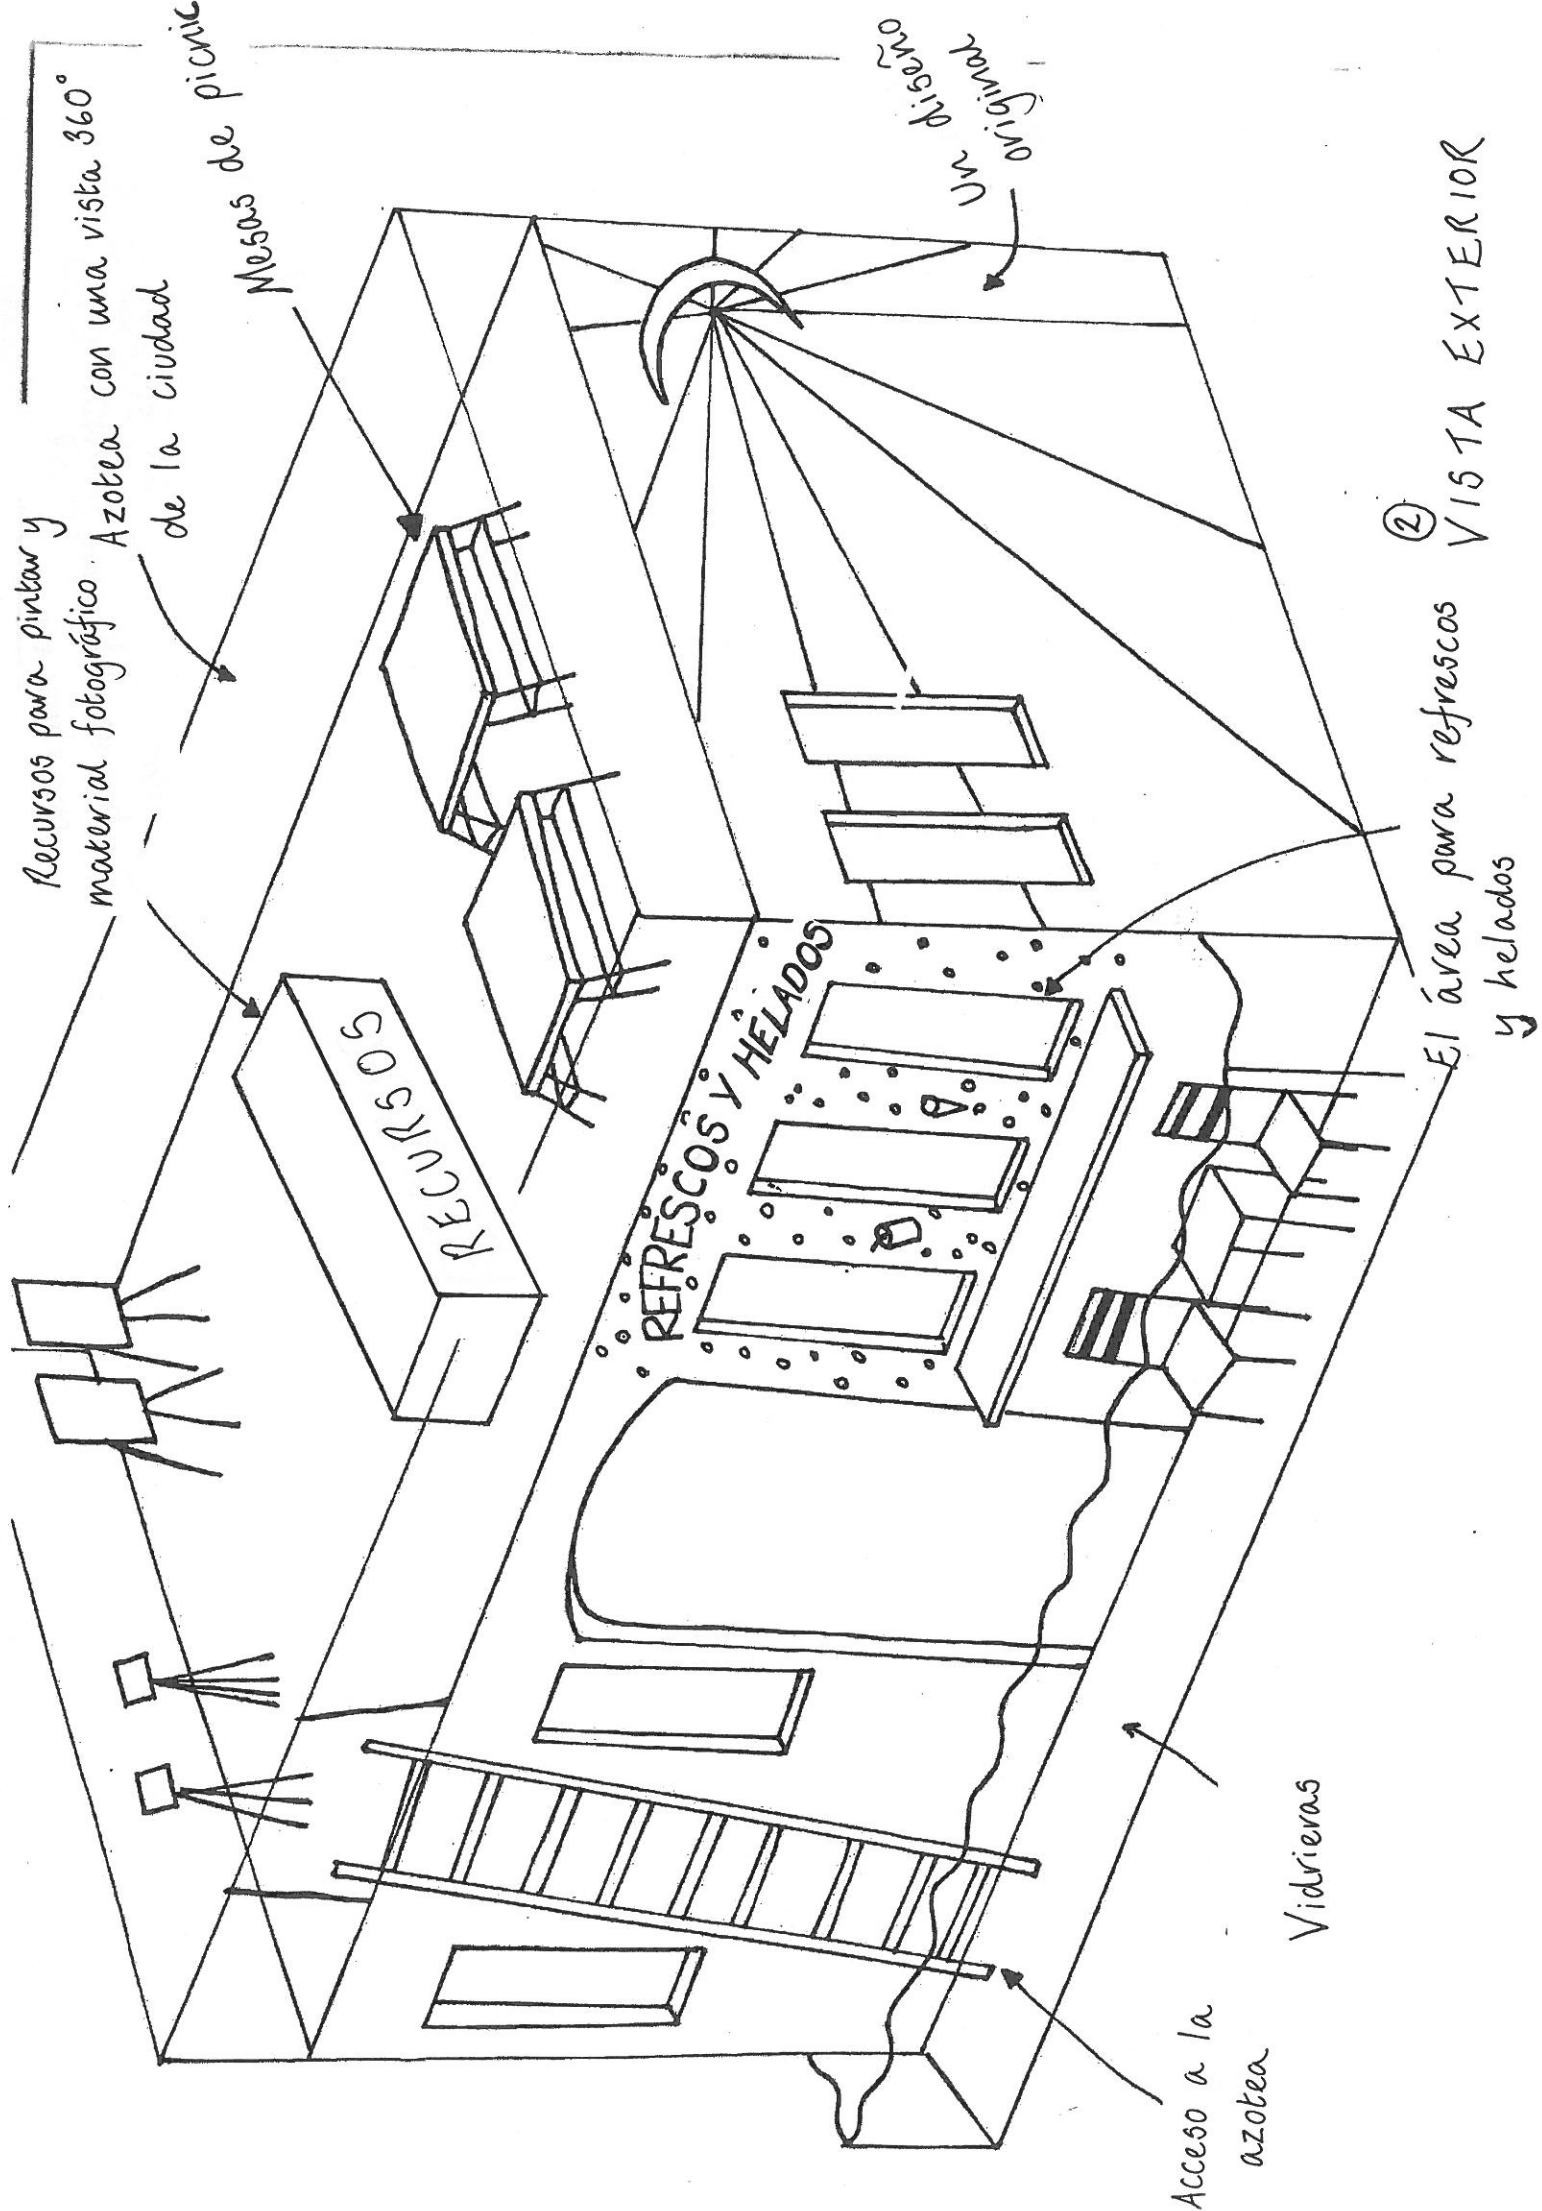 Recursos para pintar y
material fotográfico.
Azotea con una vista 360°
de la ciudad
Mesas de picnic
Un diseño
original
RECURSOS
REFRESCOS Y HELADOS
El área para refrescos
y helados
Vidrieras
Acceso a la
azotea
②
VISTA EXTERIOR